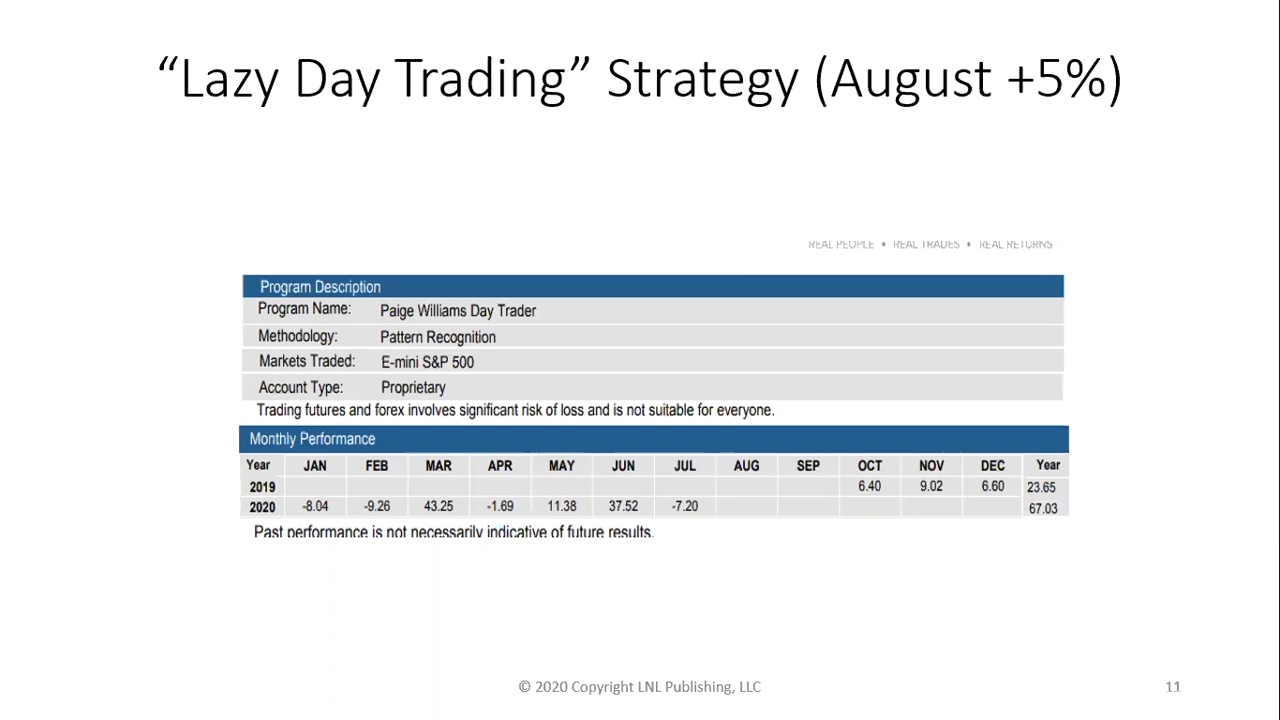 “Lazy Day Trading” Strategy (August +5%)
REAL PEOPLE • REAL TRADES • REAL RETURNS
Program Description
Program Name: Paige Williams Day Trader
Methodology: Pattern Recognition
Markets Traded: E-mini S&P 500
Account Type: Proprietary
Trading futures and forex involves significant risk of loss and is not suitable for everyone.
Monthly Performance
Year JAN FEB MAR APR MAY JUN JUL AUG SEP OCT NOV DEC Year
2019 6.40 9.02 6.60 23.65
2020 -8.04 -9.26 43.25 -1.69 11.38 37.52 -7.20 67.03
Past performance is not necessarily indicative of future results.
© 2020 Copyright LNL Publishing, LLC
11